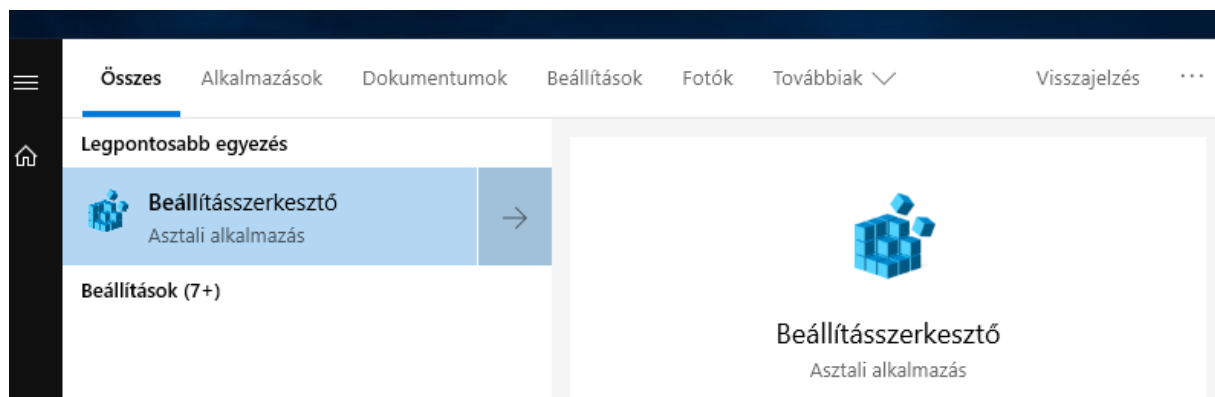 Összes Alkalmazások Dokumentumok Beállítások Fotók Továbbiak Visszajelzés ...
Legpontosabb egyezés
Beállításszerkesztő
Asztali alkalmazás
Beállítások (7+)
Beállításszerkesztő
Asztali alkalmazás